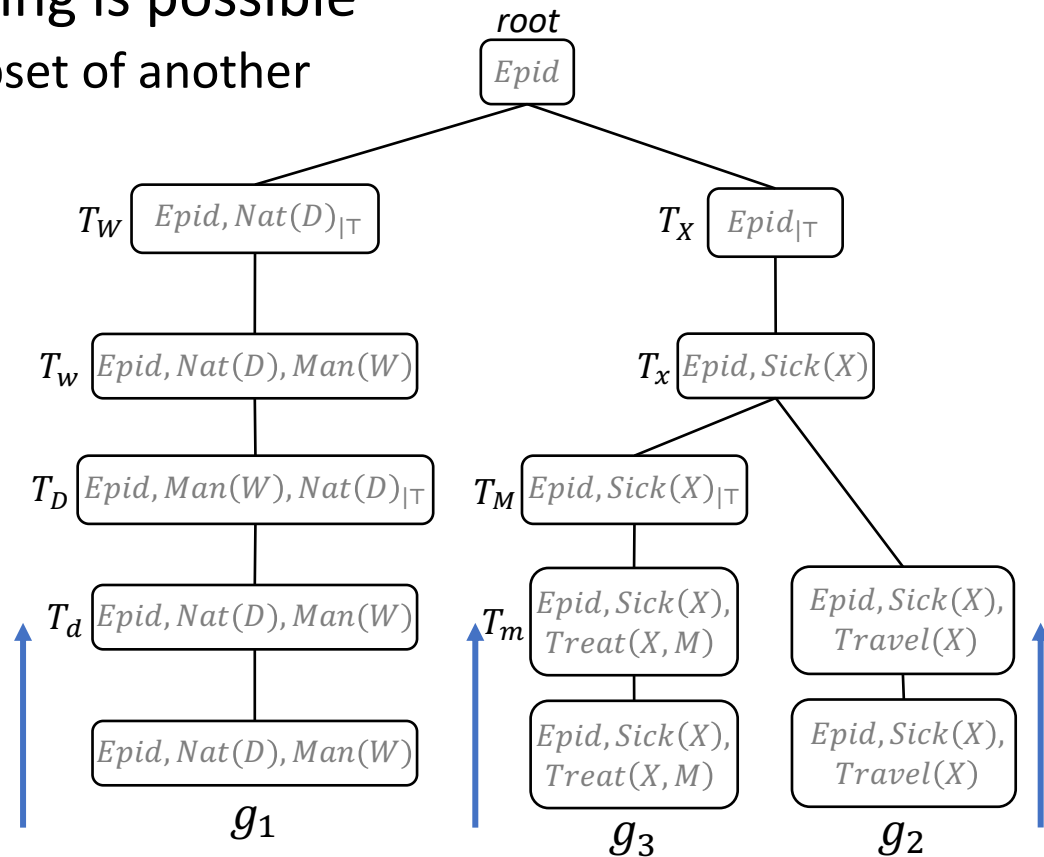 ing is possible
set of another
root
Epid
T_W Epid, Nat(D)_{|⊤}
T_X Epid_{|⊤}
T_w Epid, Nat(D), Man(W)
T_x Epid, Sick(X)
T_D Epid, Man(W), Nat(D)_{|⊤}
T_M Epid, Sick(X)_{|⊤}
T_d Epid, Nat(D), Man(W)
T_m Epid, Sick(X),
Treat(X, M)
Epid, Sick(X),
Travel(X)
Epid, Nat(D), Man(W)
Epid, Sick(X),
Treat(X, M)
Epid, Sick(X),
Travel(X)
g_1
g_3
g_2